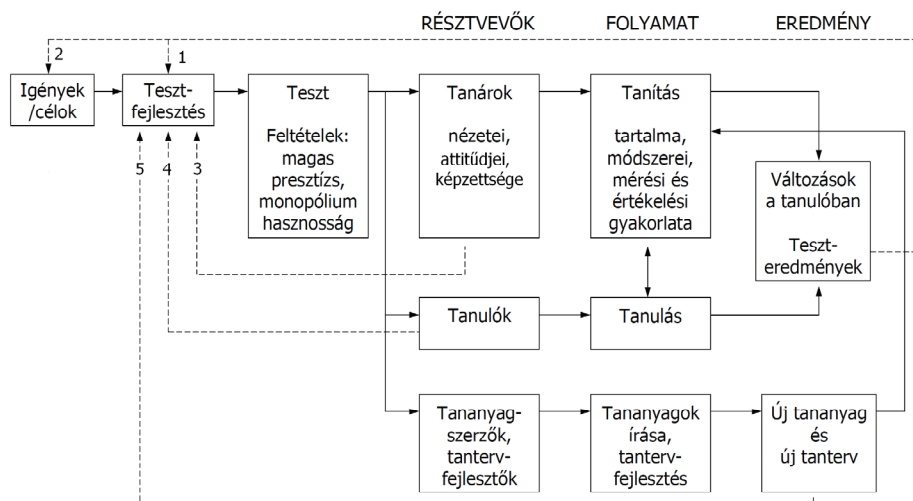 RÉSZTVEVŐK
FOLYAMAT
EREDMÉNY
2
1
Igények
/célok
Teszt-
fejlesztés
Teszt
Feltételek:
magas
presztízs,
monopólium
hasznosság
Tanárok
nézetei,
attitűdjei,
képzettsége
Tanítás
tartalma,
módszerei,
mérési és
értékelési
gyakorlata
Változások
a tanulóban
Teszt-
eredmények
5
4
3
Tanulók
Tanulás
Tananyag-
szerzők,
tanterv-
fejlesztők
Tananyagok
írása,
tanterv-
fejlesztés
Új tananyag
és
új tanterv